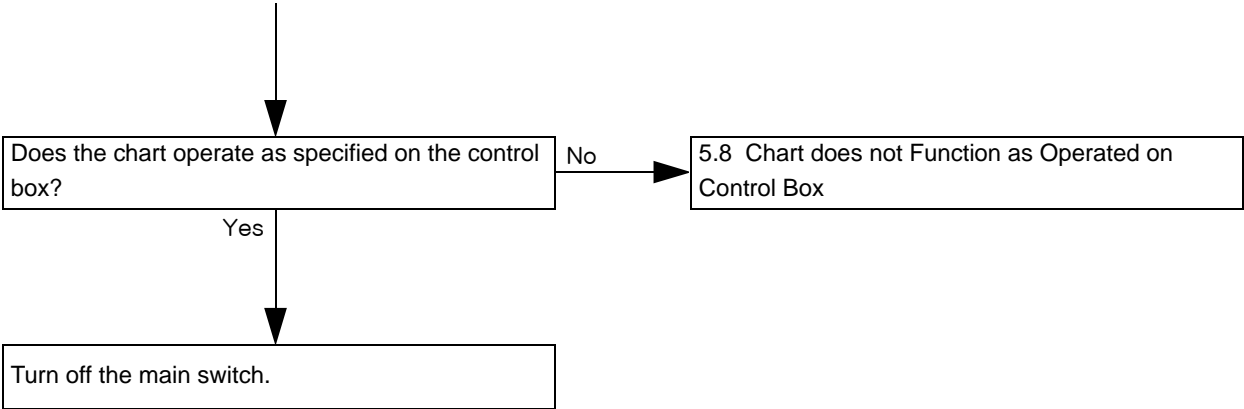 Does the chart operate as specified on the control
box?
No
5.8 Chart does not Function as Operated on
Control Box
Yes
Turn off the main switch.